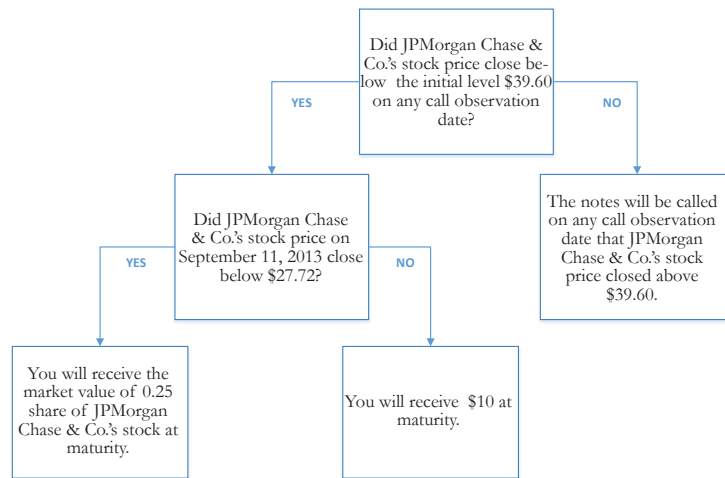 Did JPMorgan Chase &
Co.'s stock price close be-
low the initial level $39.60
on any call observation
date?
YES
NO
Did JPMorgan Chase
& Co.'s stock price on
September 11, 2013 close
below $27.72?
The notes will be called
on any call observation
date that JPMorgan
Chase & Co.'s stock
price closed above
$39.60.
YES
NO
You will receive the
market value of 0.25
share of JPMorgan
Chase & Co.'s stock at
maturity.
You will receive $10 at
maturity.